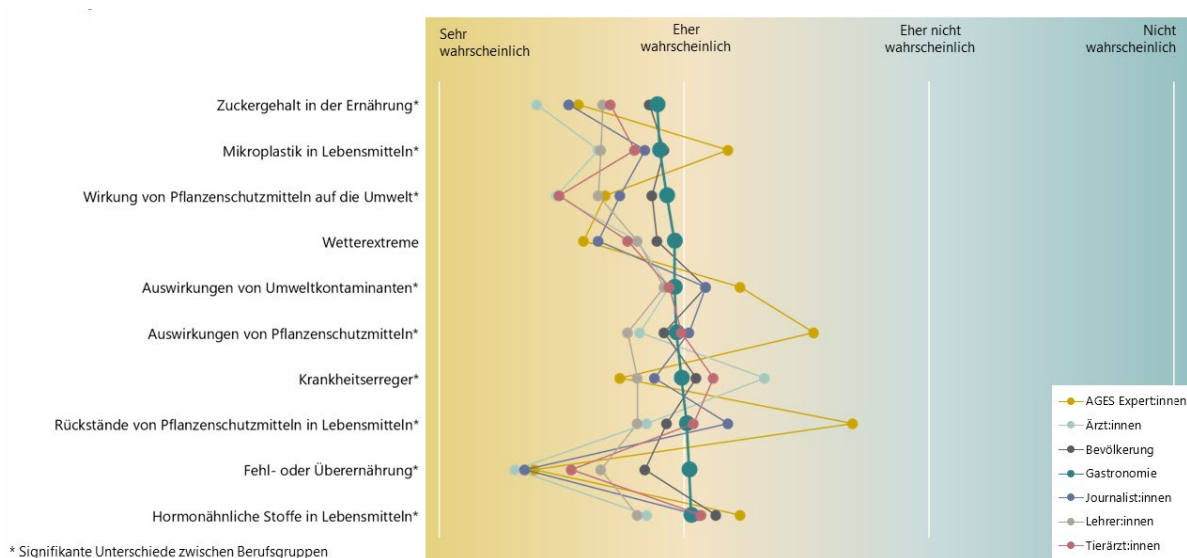 Sehr
wahrscheinlich
Eher
wahrscheinlich
Eher nicht
wahrscheinlich
Nicht
wahrscheinlich
Zuckergehalt in der Ernährung*
Mikroplastik in Lebensmitteln*
Wirkung von Pflanzenschutzmitteln auf die Umwelt*
Wetterextreme
Auswirkungen von Umweltkontaminanten*
Auswirkungen von Pflanzenschutzmitteln*
Krankheitserreger*
Rückstände von Pflanzenschutzmitteln in Lebensmitteln*
Fehl- oder Überernährung*
Hormonähnliche Stoffe in Lebensmitteln*
AGES Expert:innen
Ärzt:innen
Bevölkerung
Gastronomie
Journalist:innen
Lehrer:innen
Tierärzt:innen
* Signifikante Unterschiede zwischen Berufsgruppen